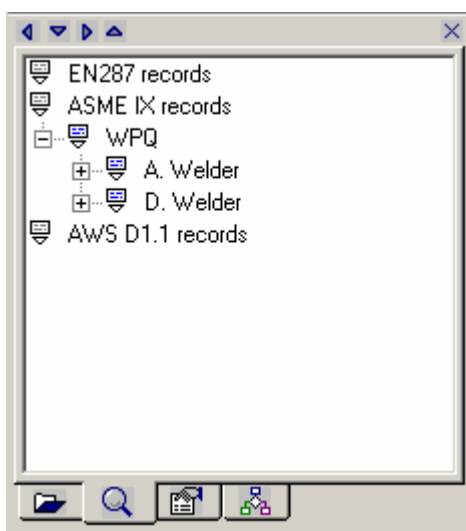 EN287 records
ASME IX records
WPQ
A. Welder
D. Welder
AWS D1.1 records